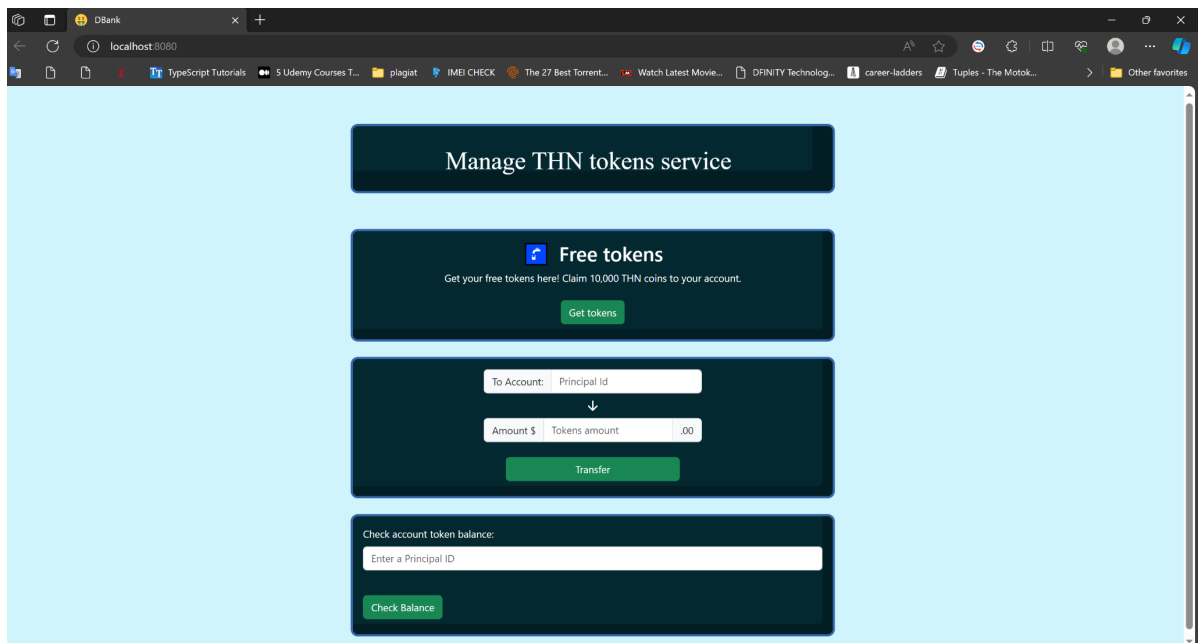 DBank
localhost:8080
TypeScript Tutorials 5 Udemy Courses T... plagiat IMEI CHECK The 27 Best Torrent... Watch Latest Movie... DFINITY Technolog... career-ladders Tuples - The Motok... Other favorites
Manage THN tokens service
Free tokens
Get your free tokens here! Claim 10,000 THN coins to your account.
Get tokens
To Account: Principal Id
Amount $ Tokens amount .00
Transfer
Check account token balance:
Enter a Principal ID
Check Balance